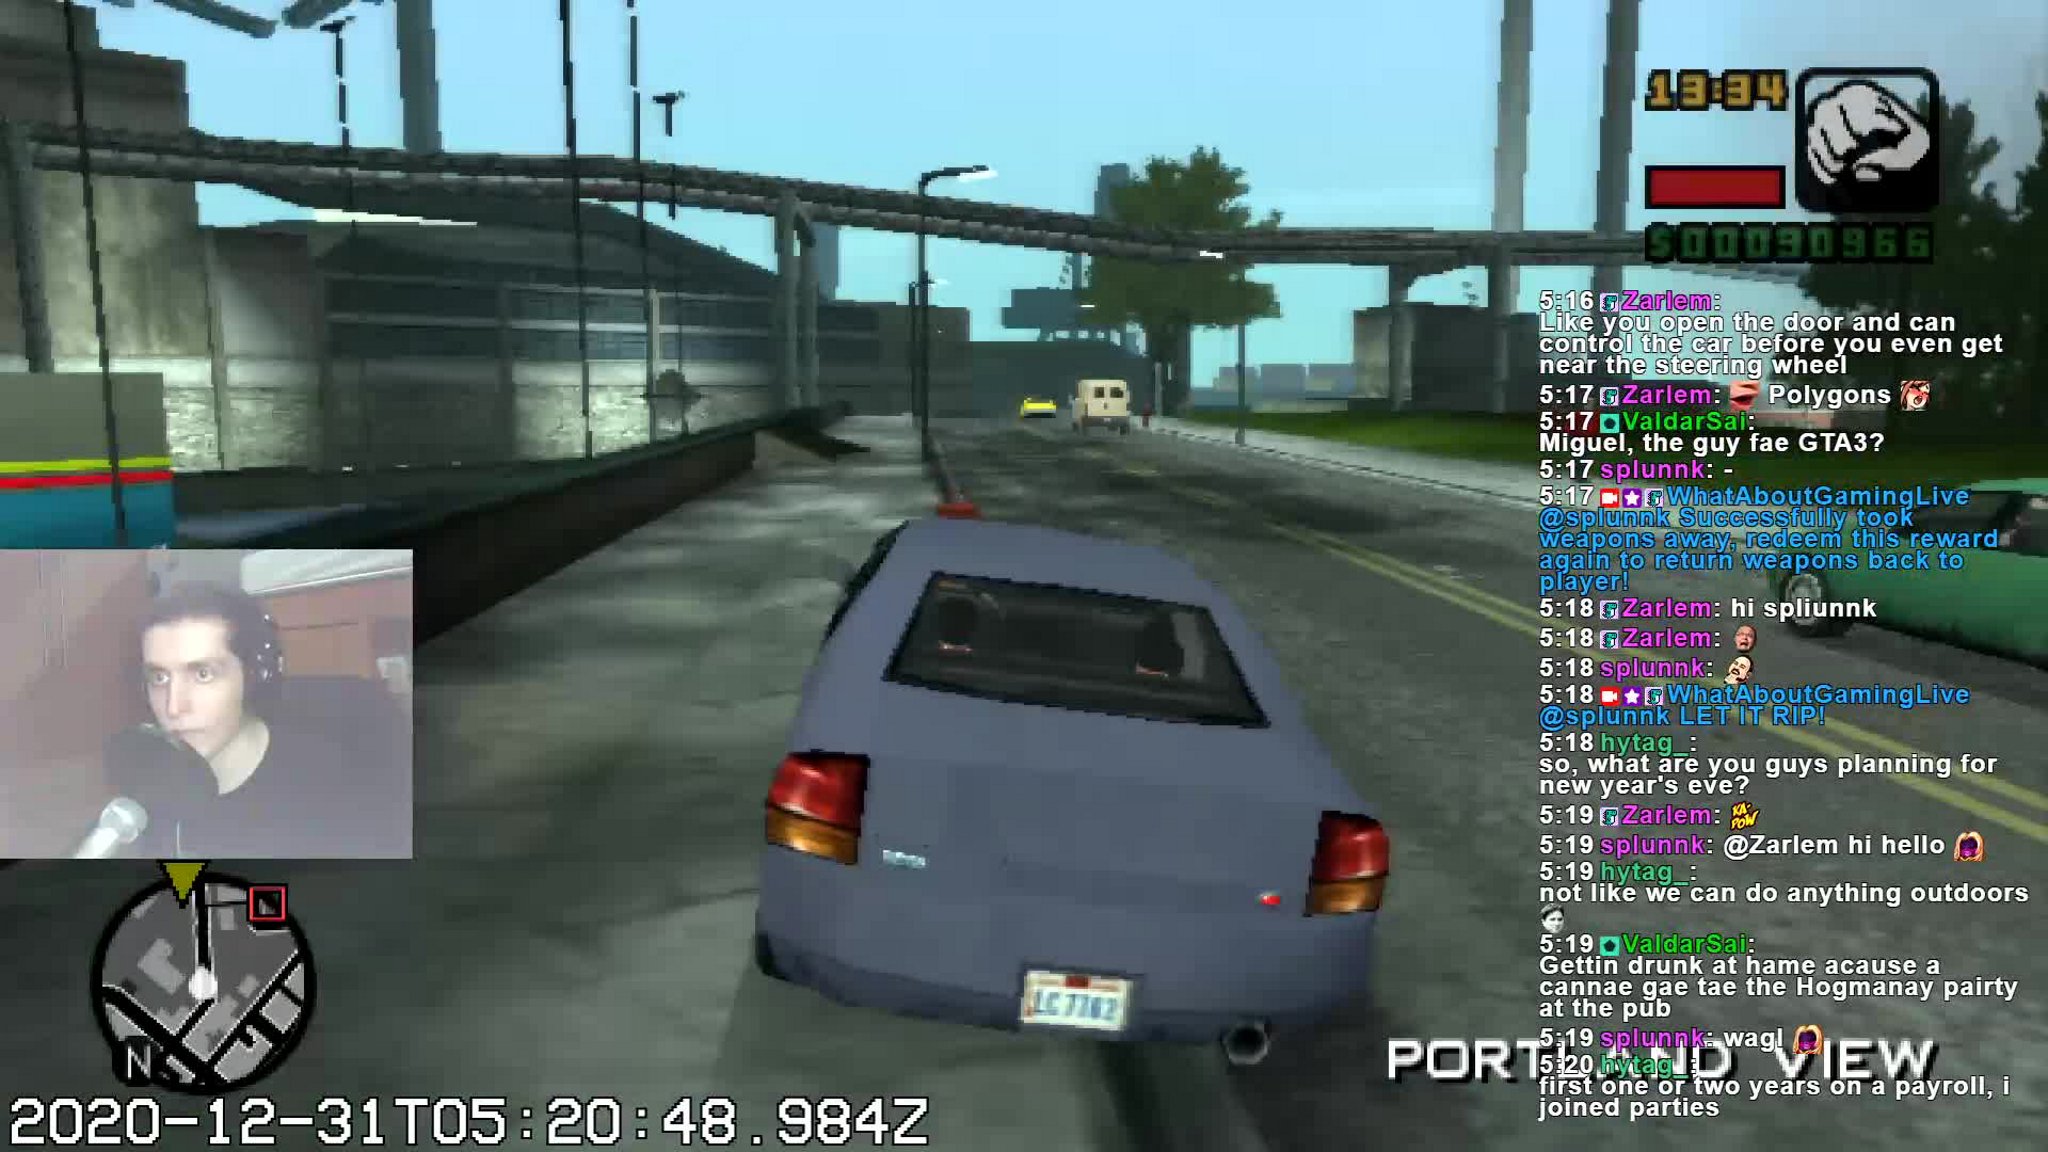 13:34
$00090966
5:16 Zarlem:
Like you open the door and can
control the car before you even get
near the steering wheel
5:17 Zarlem: Polygons
5:17 ValdarSai:
Miguel, the guy fae GTA3?
5:17 splunnk: -
5:17 WhatAboutGamingLive
@splunnk Successfully took
weapons away, redeem this reward
again to return weapons back to
player!
5:18 Zarlem: hi spliunnk
5:18 Zarlem:
5:18 splunnk:
5:18 WhatAboutGamingLive
@splunnk LET IT RIP!
5:18 hytag_:
so, what are you guys planning for
new year's eve?
5:19 Zarlem: KA-POW
5:19 splunnk: @Zarlem hi hello
5:19 hytag_:
not like we can do anything outdoors
5:19 ValdarSai:
Gettin drunk at hame acause a
cannae gae tae the Hogmanay pairty
at the pub
5:19 splunnk: wagl
5:20 hytag_:
first one or two years on a payroll, i
joined parties
PORTLAND VIEW
LC7762
N
2020-12-31T05:20:48.984Z